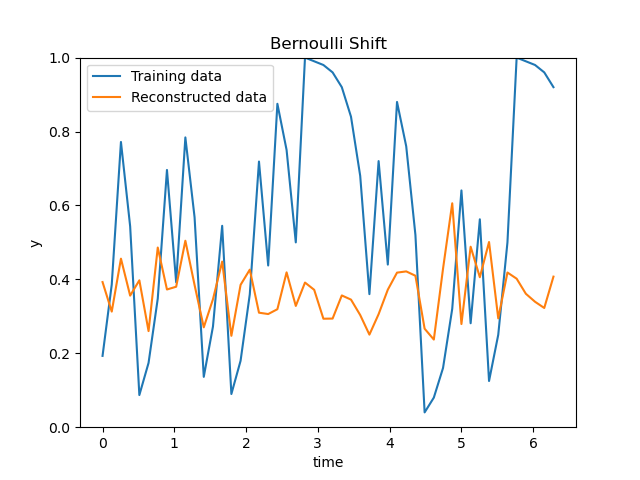 Bernoulli Shift
Training data
Reconstructed data
1.0
0.8
0.6
0.4
0.2
0.0
y
0 1 2 3 4 5 6
time